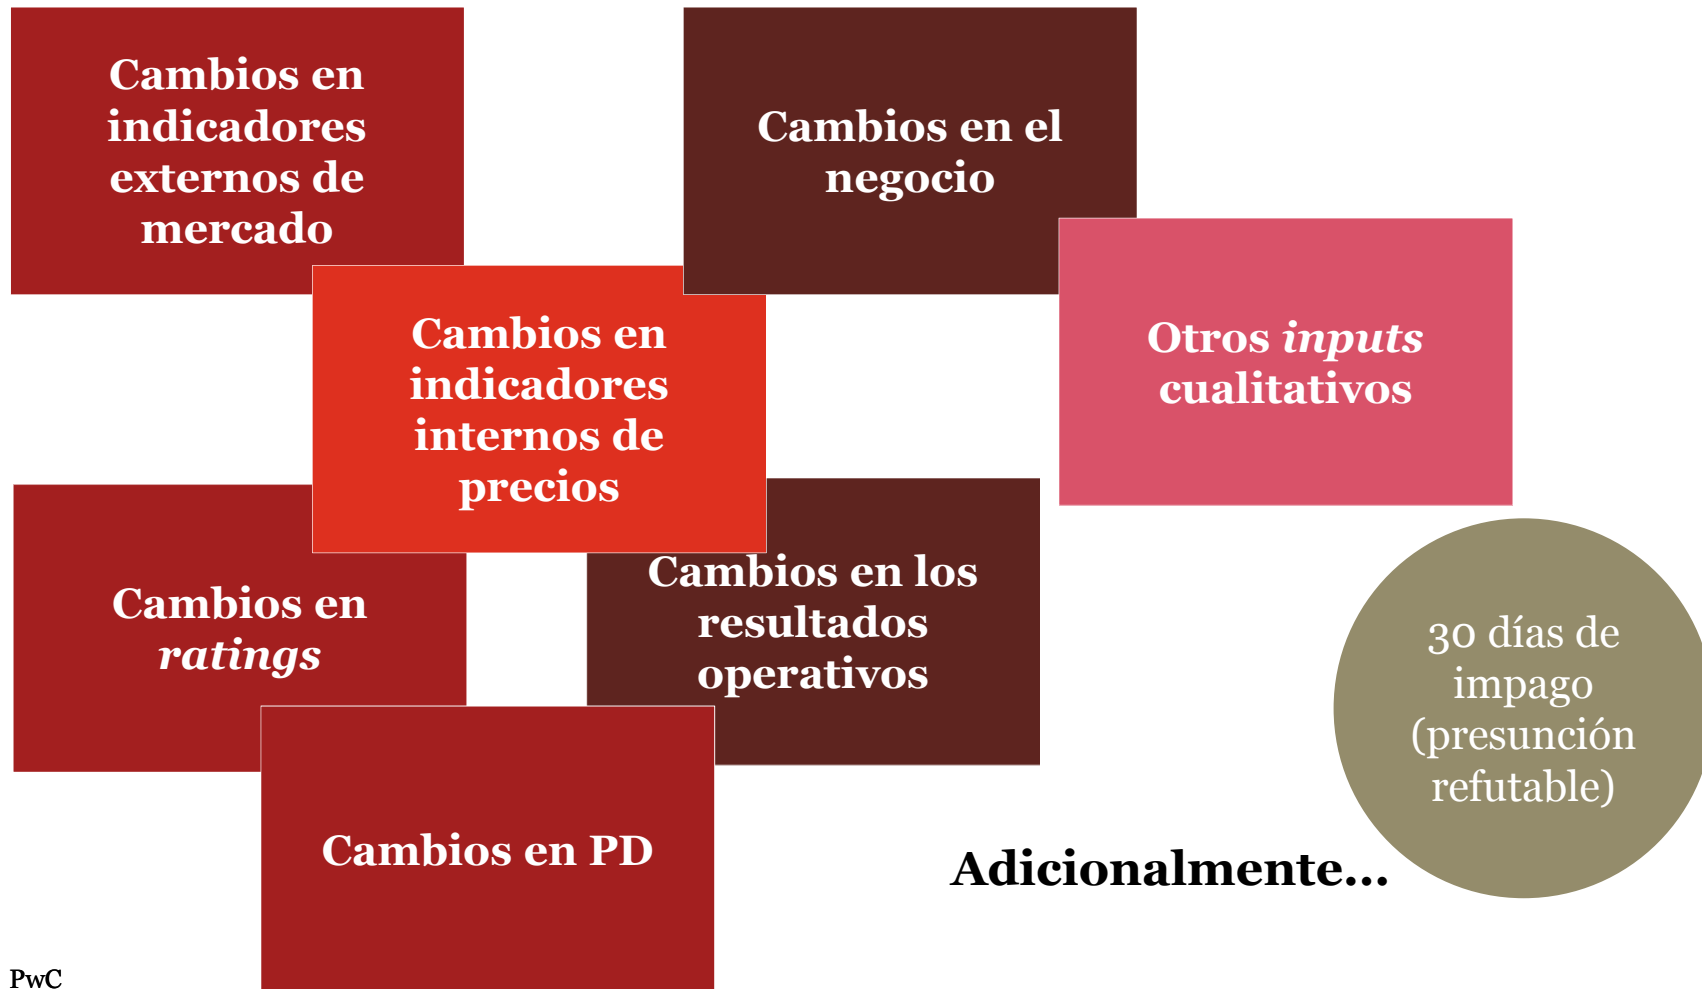 Cambios en
indicadores
externos de
mercado
Cambios en el
negocio
Cambios en
indicadores
internos de
precios
Otros inputs
cualitativos
Cambios en
ratings
Cambios en los
resultados
operativos
30 días de
impago
(presunción
refutable)
Cambios en PD
Adicionalmente...
PwC